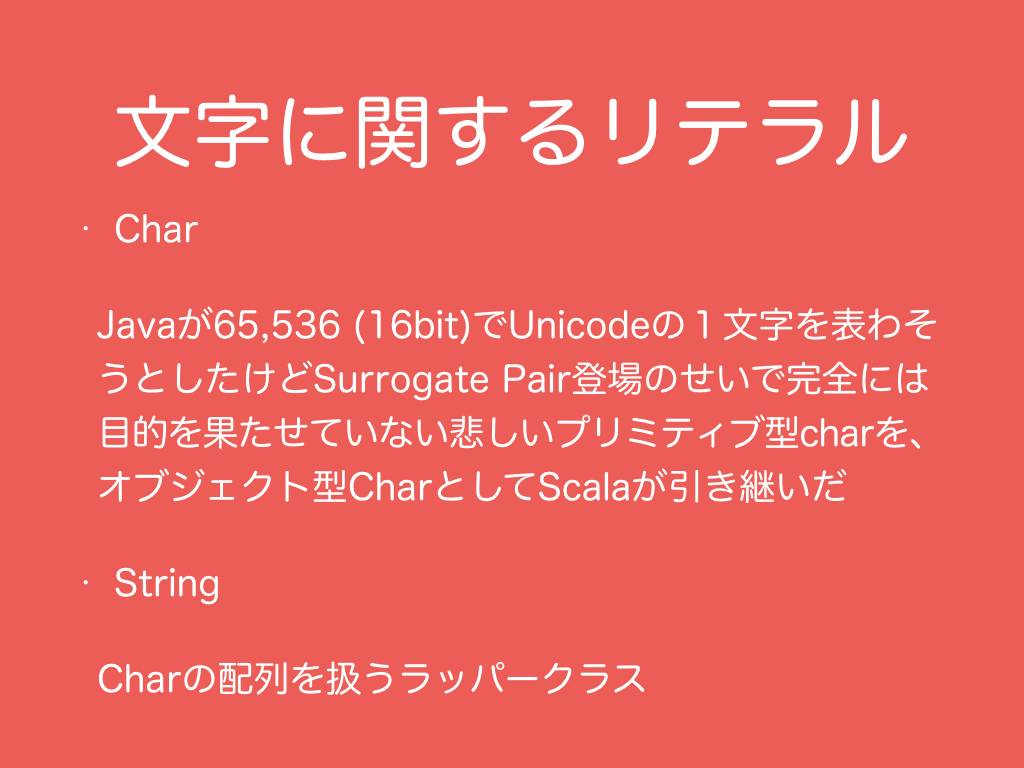 文字に関するリテラル
・ Char
Javaが65,536 (16bit)でUnicodeの１文字を表わそ
うとしたけどSurrogate Pair登場のせいで完全には
目的を果たせていない悲しいプリミティブ型charを、
オブジェクト型CharとしてScalaが引き継いだ
・ String
Charの配列を扱うラッパークラス